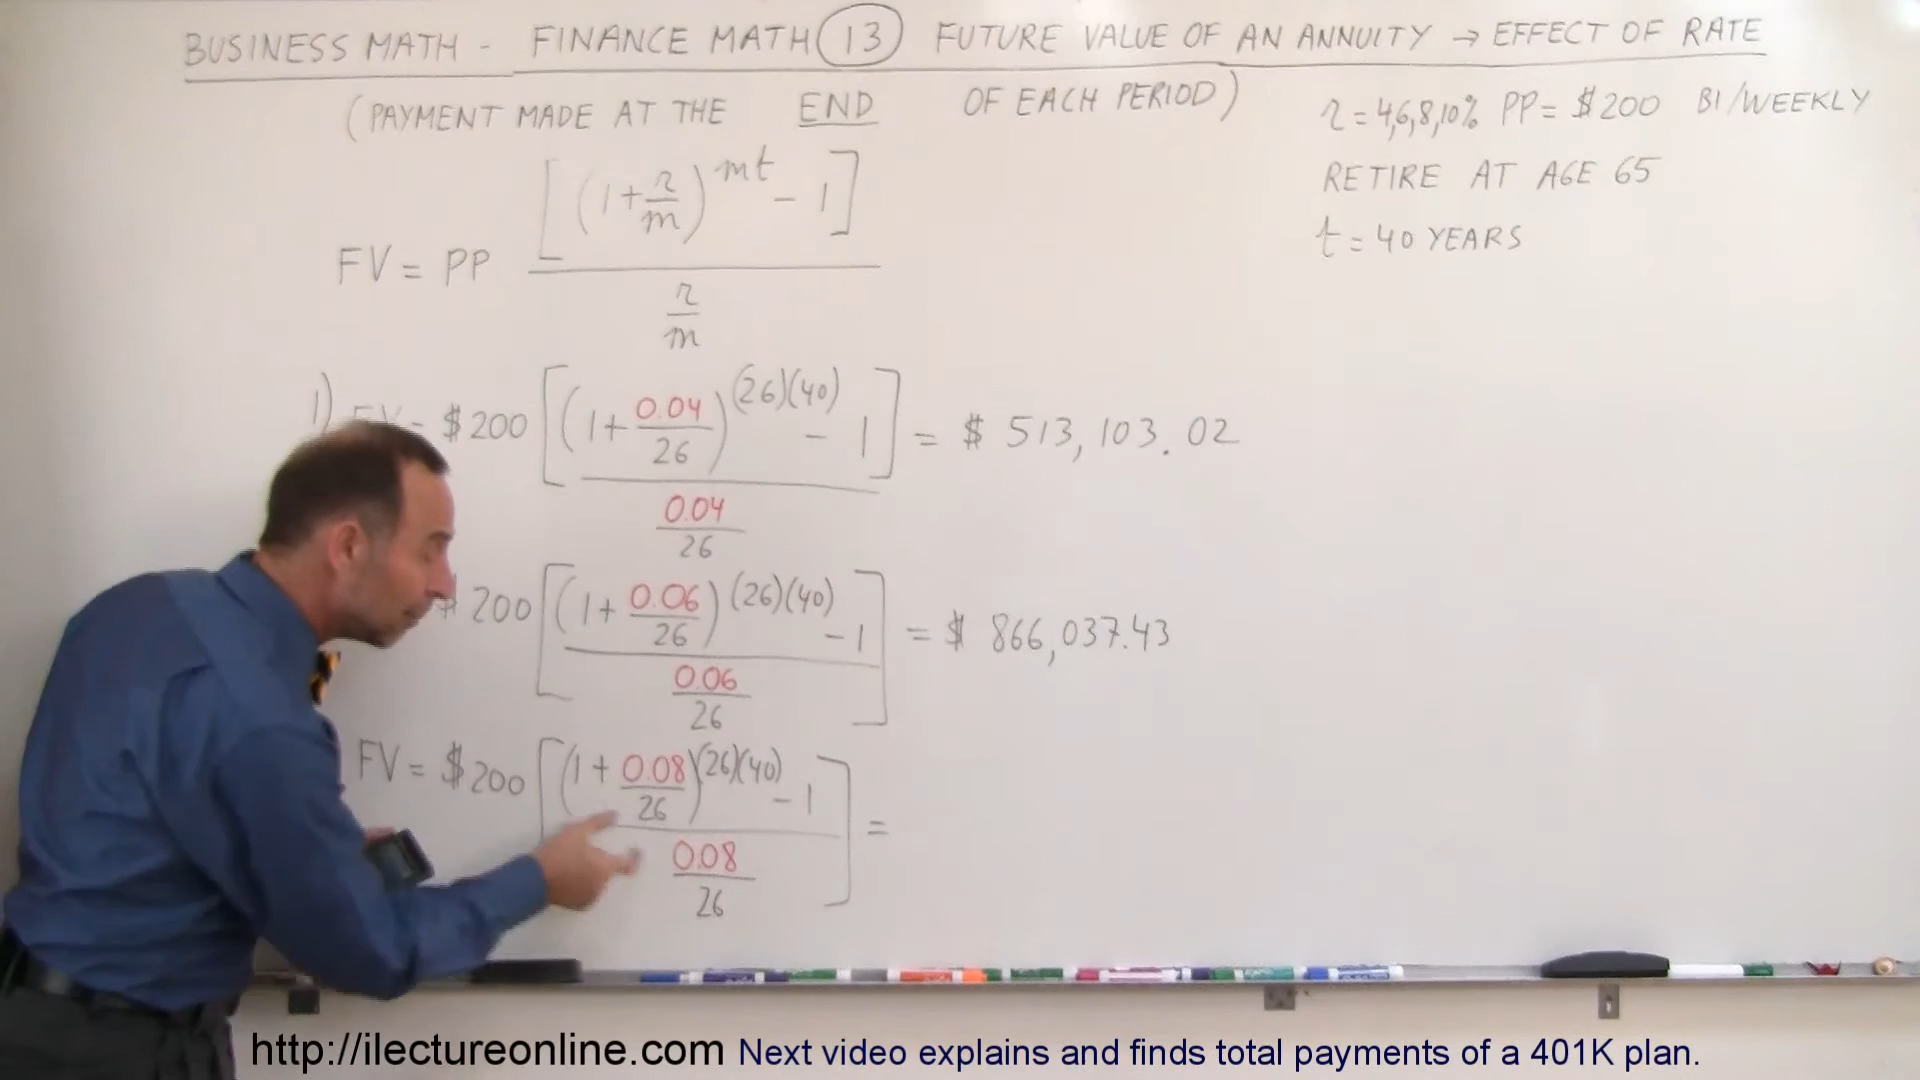 BUSINESS MATH - FINANCE MATH 13 FUTURE VALUE OF AN ANNUITY → EFFECT OF RATE
(PAYMENT MADE AT THE END OF EACH PERIOD)
r = 4,6,8,10% PP = $200 BI/WEEKLY
RETIRE AT AGE 65
t = 40 YEARS
FV = PP [(1+r/m)^mt - 1] / (r/m)
1) FV = $200 [(1+0.04/26)^(26)(40) - 1] / (0.04/26) = $ 513,103.02
$200 [(1+0.06/26)^(26)(40) - 1 / (0.06/26)] = $ 866,037.43
FV = $200 [(1+0.08/26)^(26)(40) - 1 / (0.08/26)] =
http://ilectureonline.com Next video explains and finds total payments of a 401K plan.